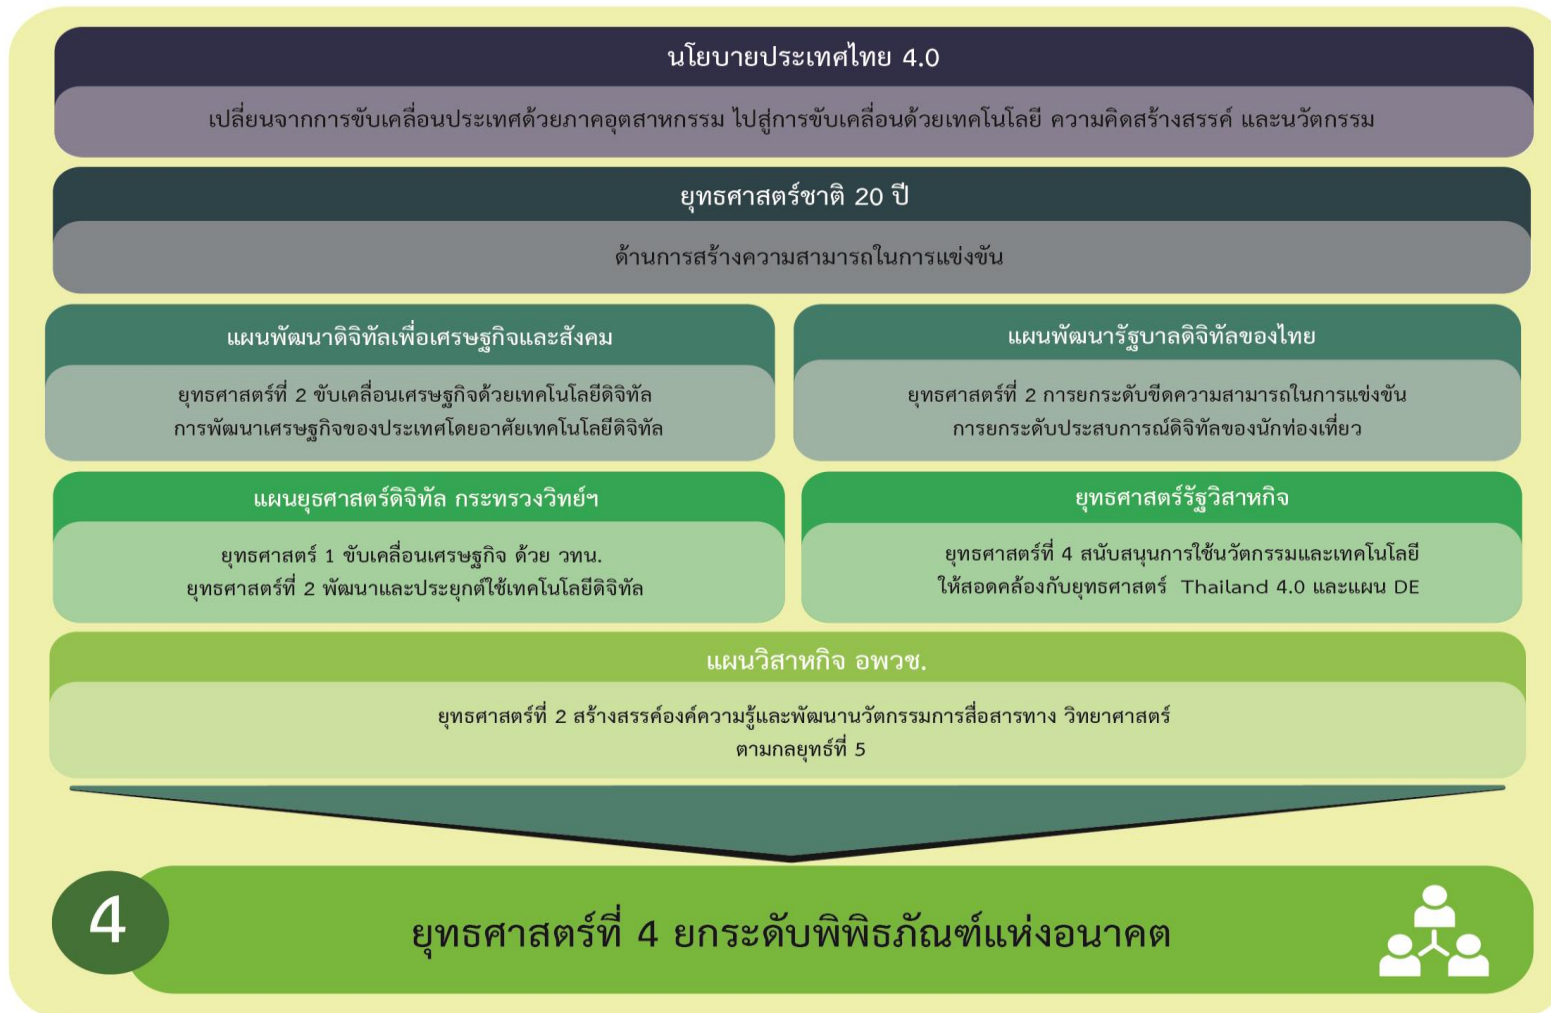 นโยบายประเทศไทย 4.0
เปลี่ยนจากการขับเคลื่อนประเทศด้วยภาคอุตสาหกรรม ไปสู่การขับเคลื่อนด้วยเทคโนโลยี ความคิดสร้างสรรค์ และนวัตกรรม
ยุทธศาสตร์ชาติ 20 ปี
ด้านการสร้างความสามารถในการแข่งขัน
แผนพัฒนาดิจิทัลเพื่อเศรษฐกิจและสังคม
ยุทธศาสตร์ที่ 2 ขับเคลื่อนเศรษฐกิจด้วยเทคโนโลยีดิจิทัล
การพัฒนาเศรษฐกิจของประเทศโดยอาศัยเทคโนโลยีดิจิทัล
แผนพัฒนารัฐบาลดิจิทัลของไทย
ยุทธศาสตร์ที่ 2 การยกระดับขีดความสามารถในการแข่งขัน
การยกระดับประสบการณ์ดิจิทัลของนักท่องเที่ยว
แผนยุธศาสตร์ดิจิทัล กระทรวงวิทย์ฯ
ยุทธศาสตร์ 1 ขับเคลื่อนเศรษฐกิจ ด้วย วทน.
ยุทธศาสตร์ที่ 2 พัฒนาและประยุกต์ใช้เทคโนโลยีดิจิทัล
ยุทธศาสตร์รัฐวิสาหกิจ
ยุทธศาสตร์ที่ 4 สนับสนุนการใช้นวัตกรรมและเทคโนโลยี
ให้สอดคล้องกับยุทธศาสตร์ Thailand 4.0 และแผน DE
แผนวิสาหกิจ อพวช.
ยุทธศาสตร์ที่ 2 สร้างสรรค์องค์ความรู้และพัฒนานวัตกรรมการสื่อสารทาง วิทยาศาสตร์
ตามกลยุทธ์ที่ 5
4
ยุทธศาสตร์ที่ 4 ยกระดับพิพิธภัณฑ์แห่งอนาคต